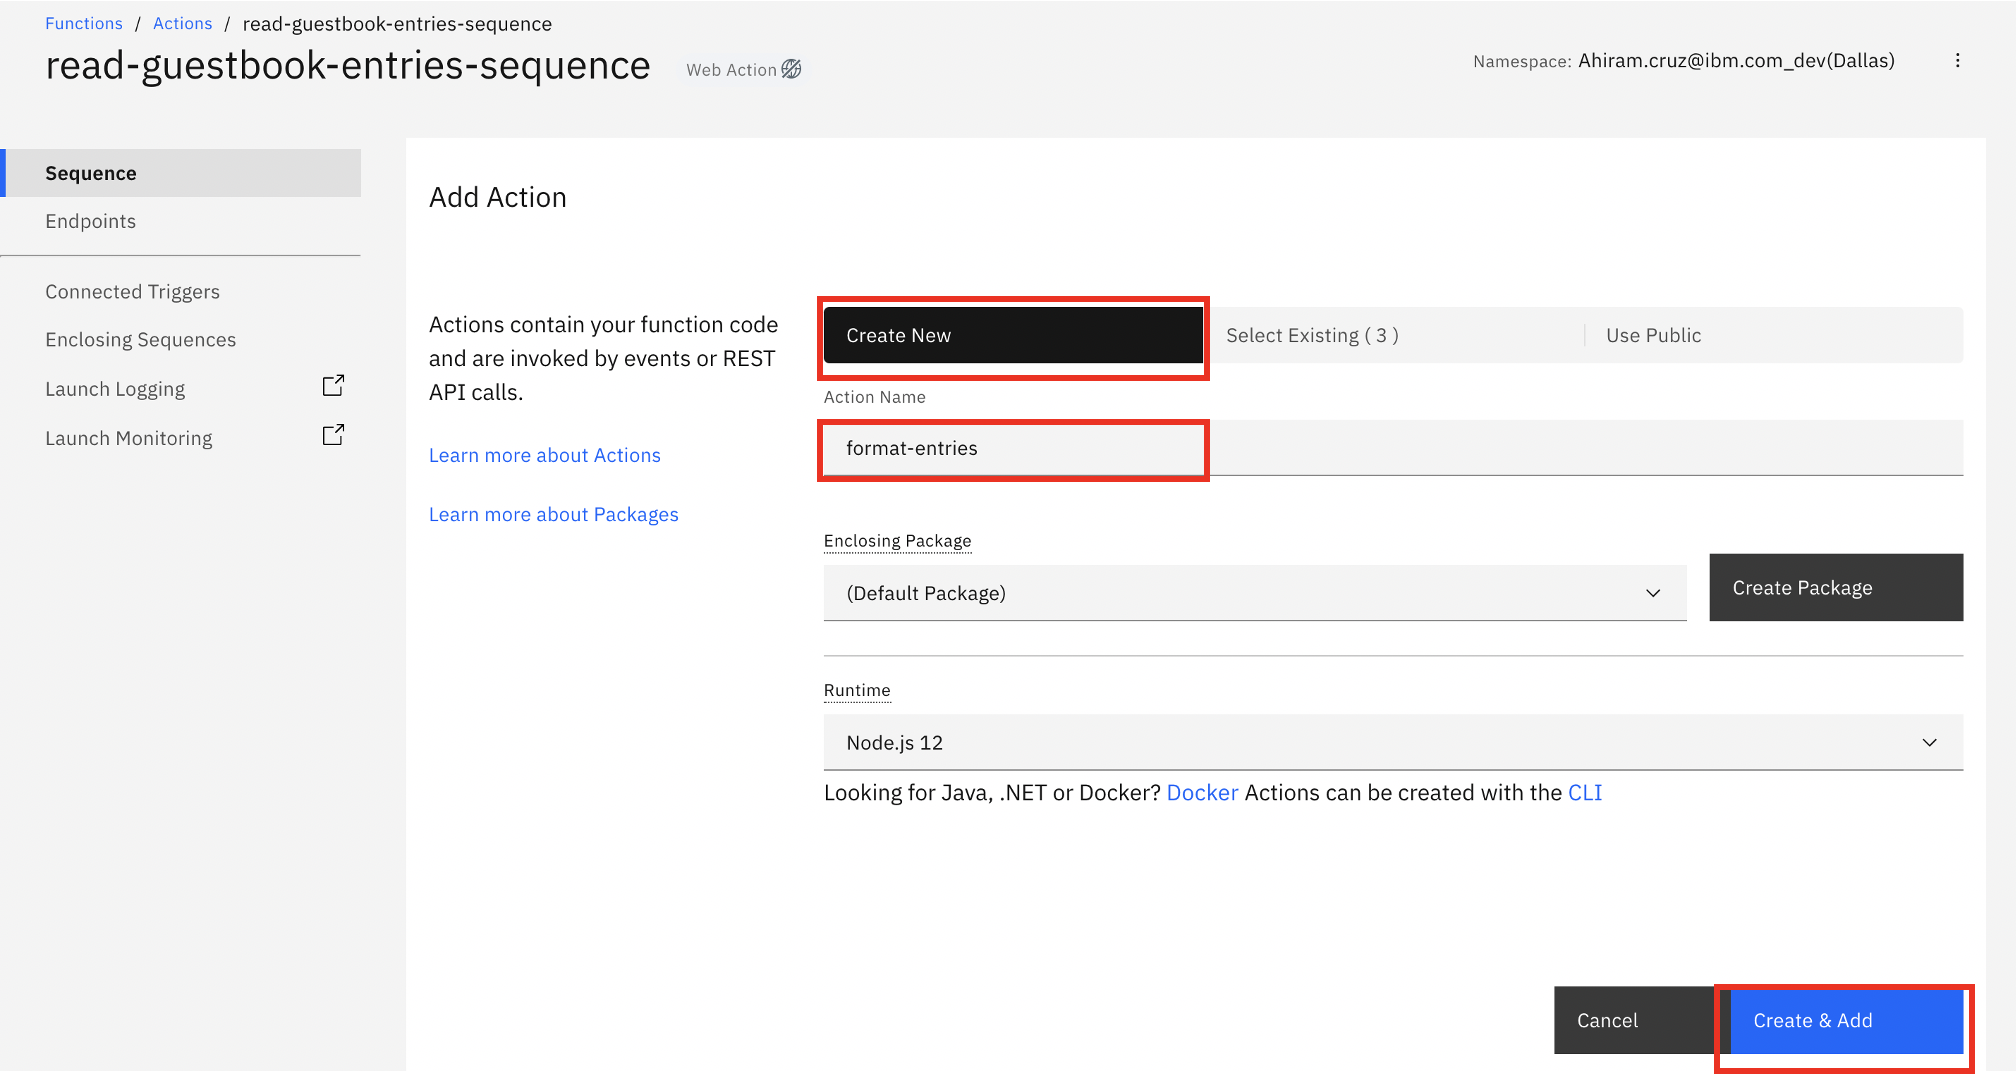 Functions / Actions / read-guestbook-entries-sequence
read-guestbook-entries-sequence Web Action
Namespace: Ahiram.cruz@ibm.com_dev(Dallas)
Sequence
Endpoints
Connected Triggers
Enclosing Sequences
Launch Logging
Launch Monitoring
Add Action
Actions contain your function code
and are invoked by events or REST
API calls.
Learn more about Actions
Learn more about Packages
Create New Select Existing ( 3 ) Use Public
Action Name
format-entries
Enclosing Package
(Default Package)
Create Package
Runtime
Node.js 12
Looking for Java, .NET or Docker? Docker Actions can be created with the CLI
Cancel Create & Add